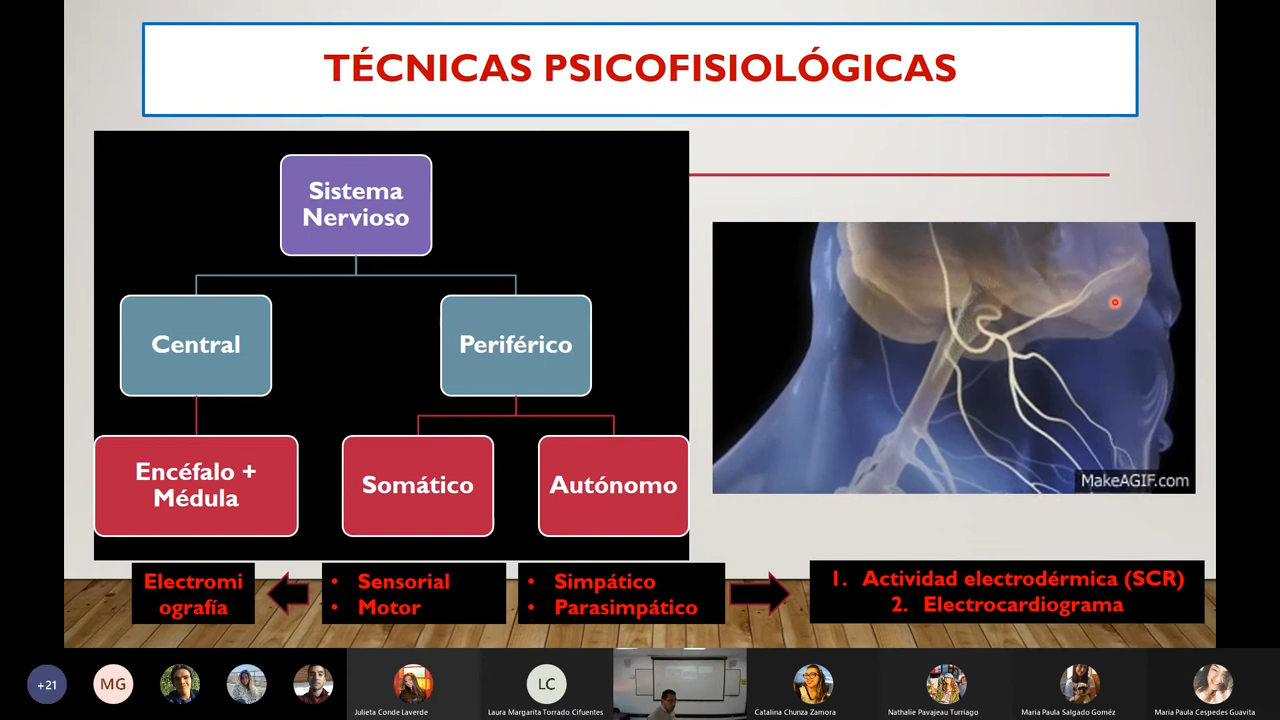 TÉCNICAS PSICOFISIOLÓGICAS
Sistema
Nervioso
Central
Periférico
Encéfalo +
Médula
Somático
Autónomo
MakeAGIF.com
Electromi
ografía
• Sensorial
• Motor
• Simpático
• Parasimpático
1. Actividad electrodérmica (SCR)
2. Electrocardiograma
+21
MG
LC
Julieta Conde Laverde
Laura Margarita Torrado Cifuentes
Catalina Chunza Zamora
Nathalie Pavajeau Turriago
Maria Paula Salgado Goméz
Maria Paula Cespedes Guavita